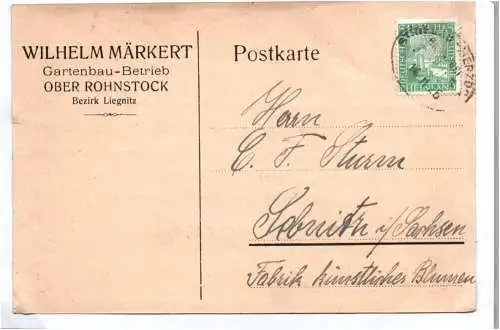 WILHELM MÄRKERT
Gartenbau-Betrieb
OBER ROHNSTOCK
Bezirk Liegnitz
Postkarte
Herrn
C. F. Sturm
Sebnitz i/Sachsen
Fabrik künstlicher Blumen